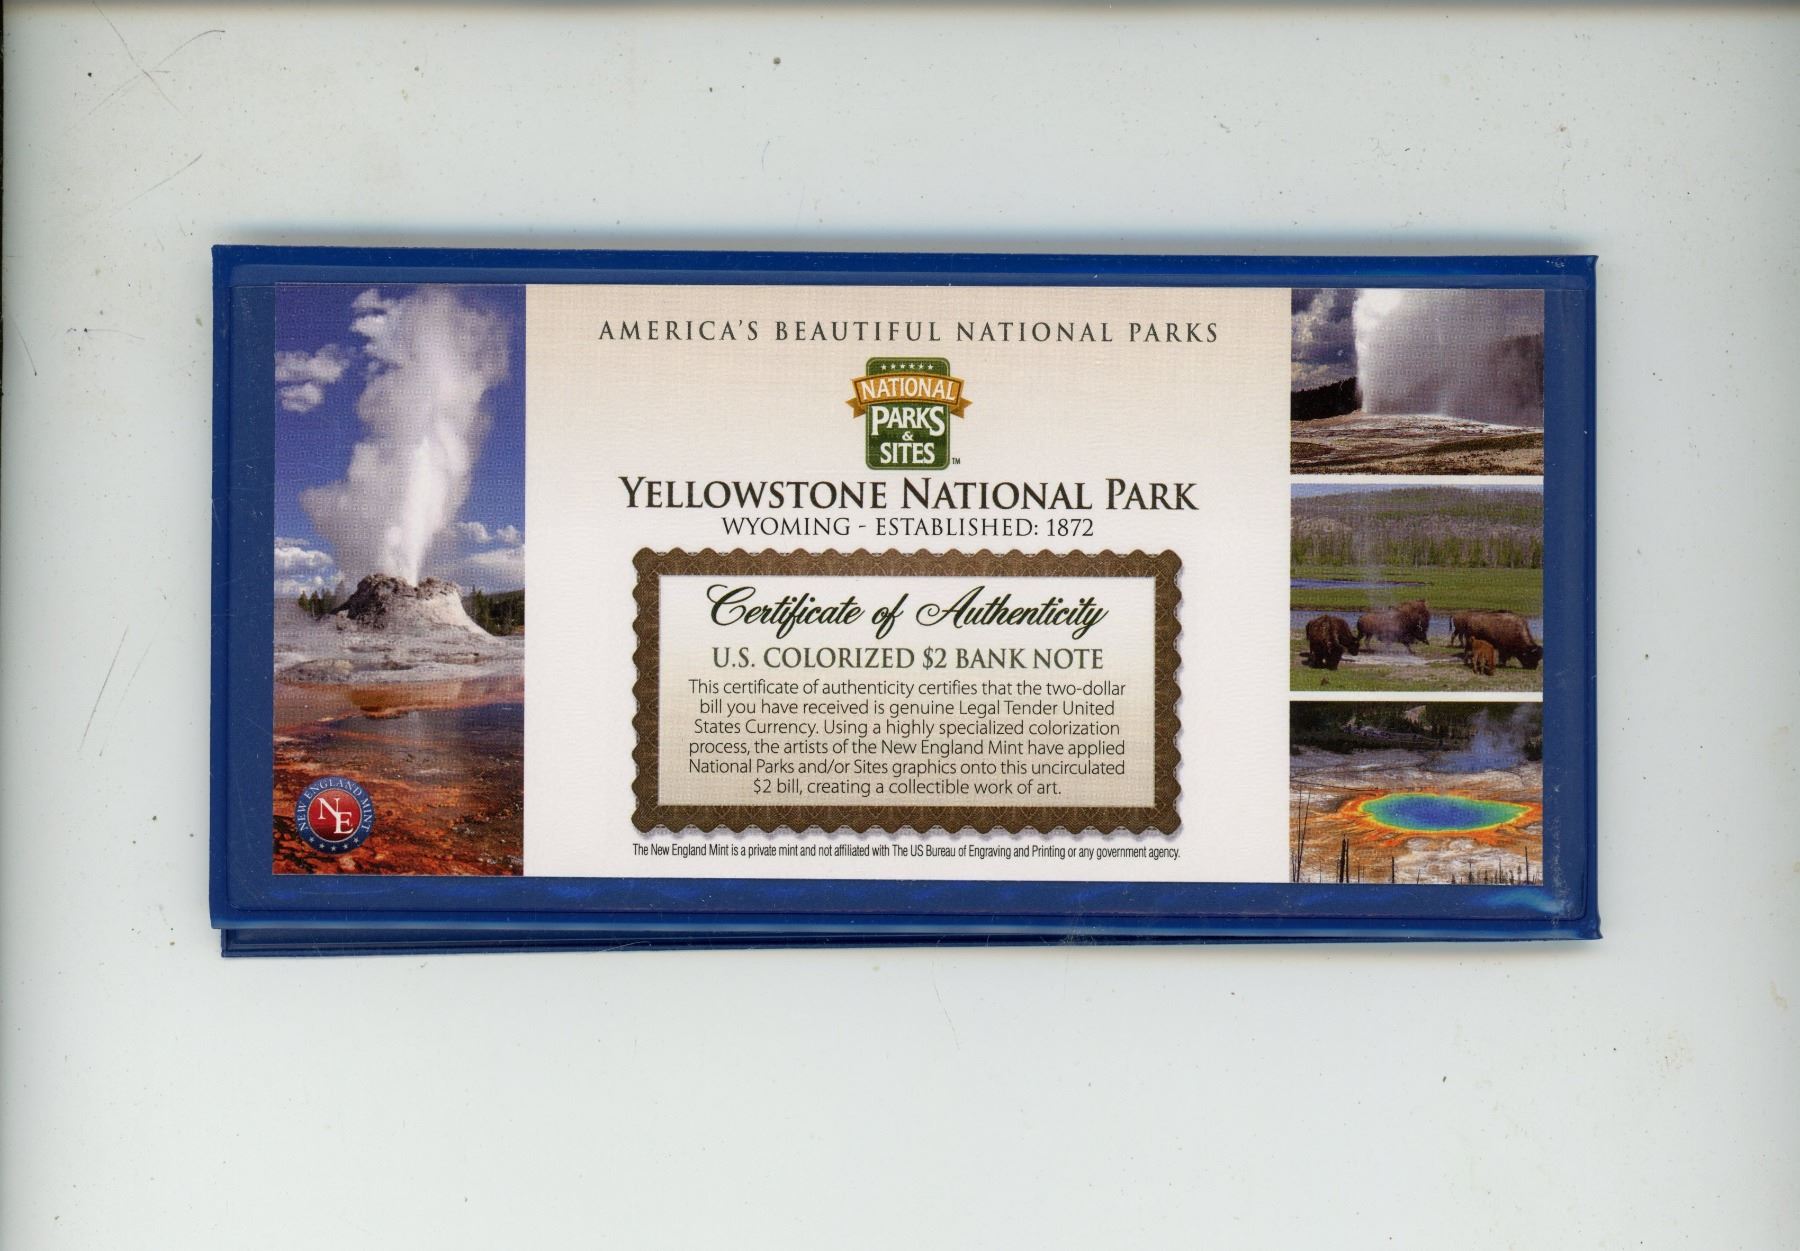 AMERICA'S BEAUTIFUL NATIONAL PARKS
NATIONAL
PARKS
&
SITES
TM
YELLOWSTONE NATIONAL PARK
WYOMING - ESTABLISHED: 1872
Certificate of Authenticity
U.S. COLORIZED $2 BANK NOTE
This certificate of authenticity certifies that the two-dollar
bill you have received is genuine Legal Tender United
States Currency. Using a highly specialized colorization
process, the artists of the New England Mint have applied
National Parks and/or Sites graphics onto this uncirculated
$2 bill, creating a collectible work of art.
The New England Mint is a private mint and not affiliated with The US Bureau of Engraving and Printing or any government agency.
NEW ENGLAND MINT
NE